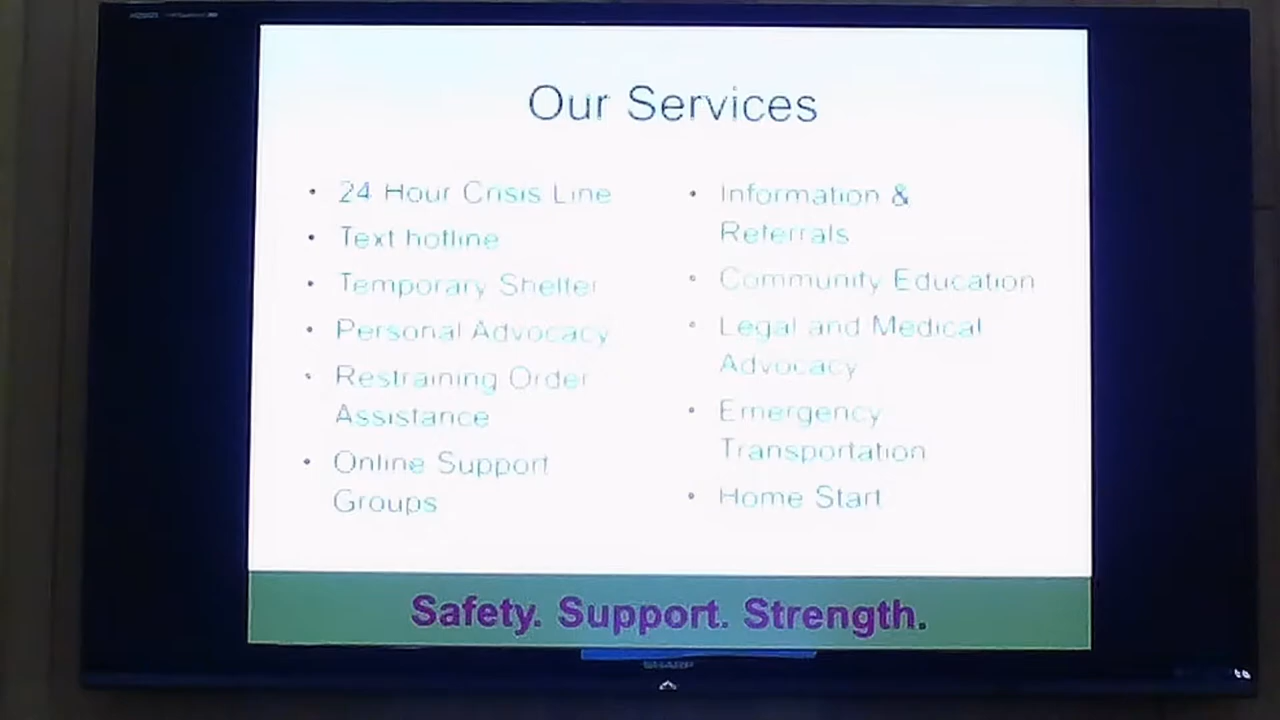 Our Services
• 24 Hour Crisis Line
• Text hotline
• Temporary Shelter
• Personal Advocacy
• Restraining Order
Assistance
• Online Support
Groups
• Information &
Referrals
• Community Education
• Legal and Medical
Advocacy
• Emergency
Transportation
• Home Start
Safety. Support. Strength.
SHARP